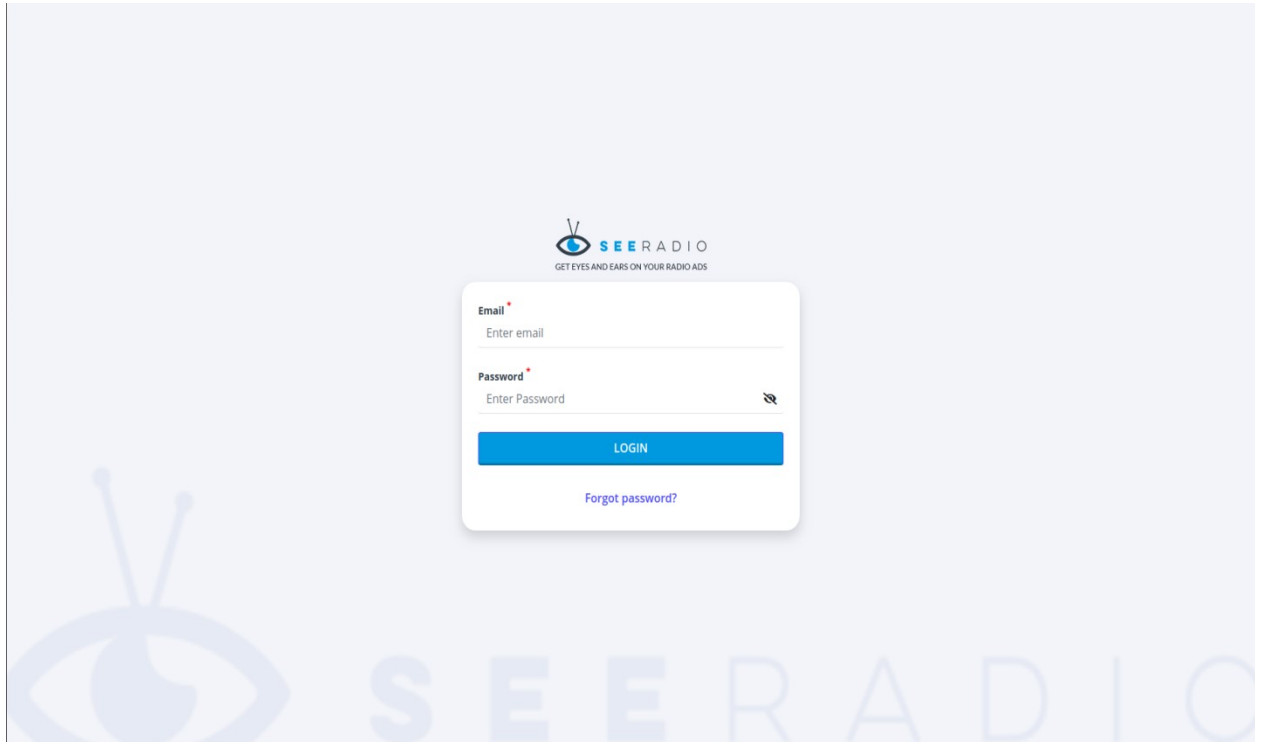 SEERADIO
GET EYES AND EARS ON YOUR RADIO ADS
Email *
Enter email
Password *
Enter Password
LOGIN
Forgot password?
SEERADIO